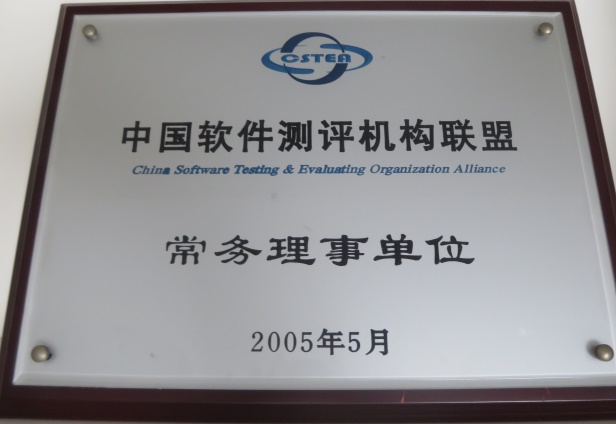 CSTEA
中国软件测评机构联盟
China Software Testing & Evaluating Organization Alliance
常务理事单位
2005年5月